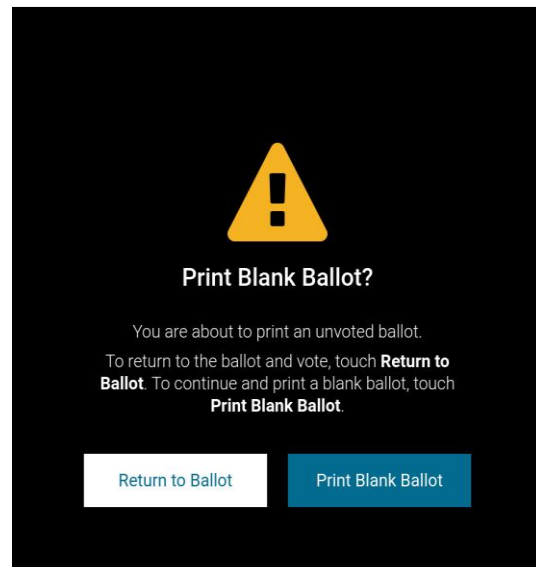 Print Blank Ballot?
You are about to print an unvoted ballot.
To return to the ballot and vote, touch Return to
Ballot. To continue and print a blank ballot, touch
Print Blank Ballot.
Return to Ballot
Print Blank Ballot